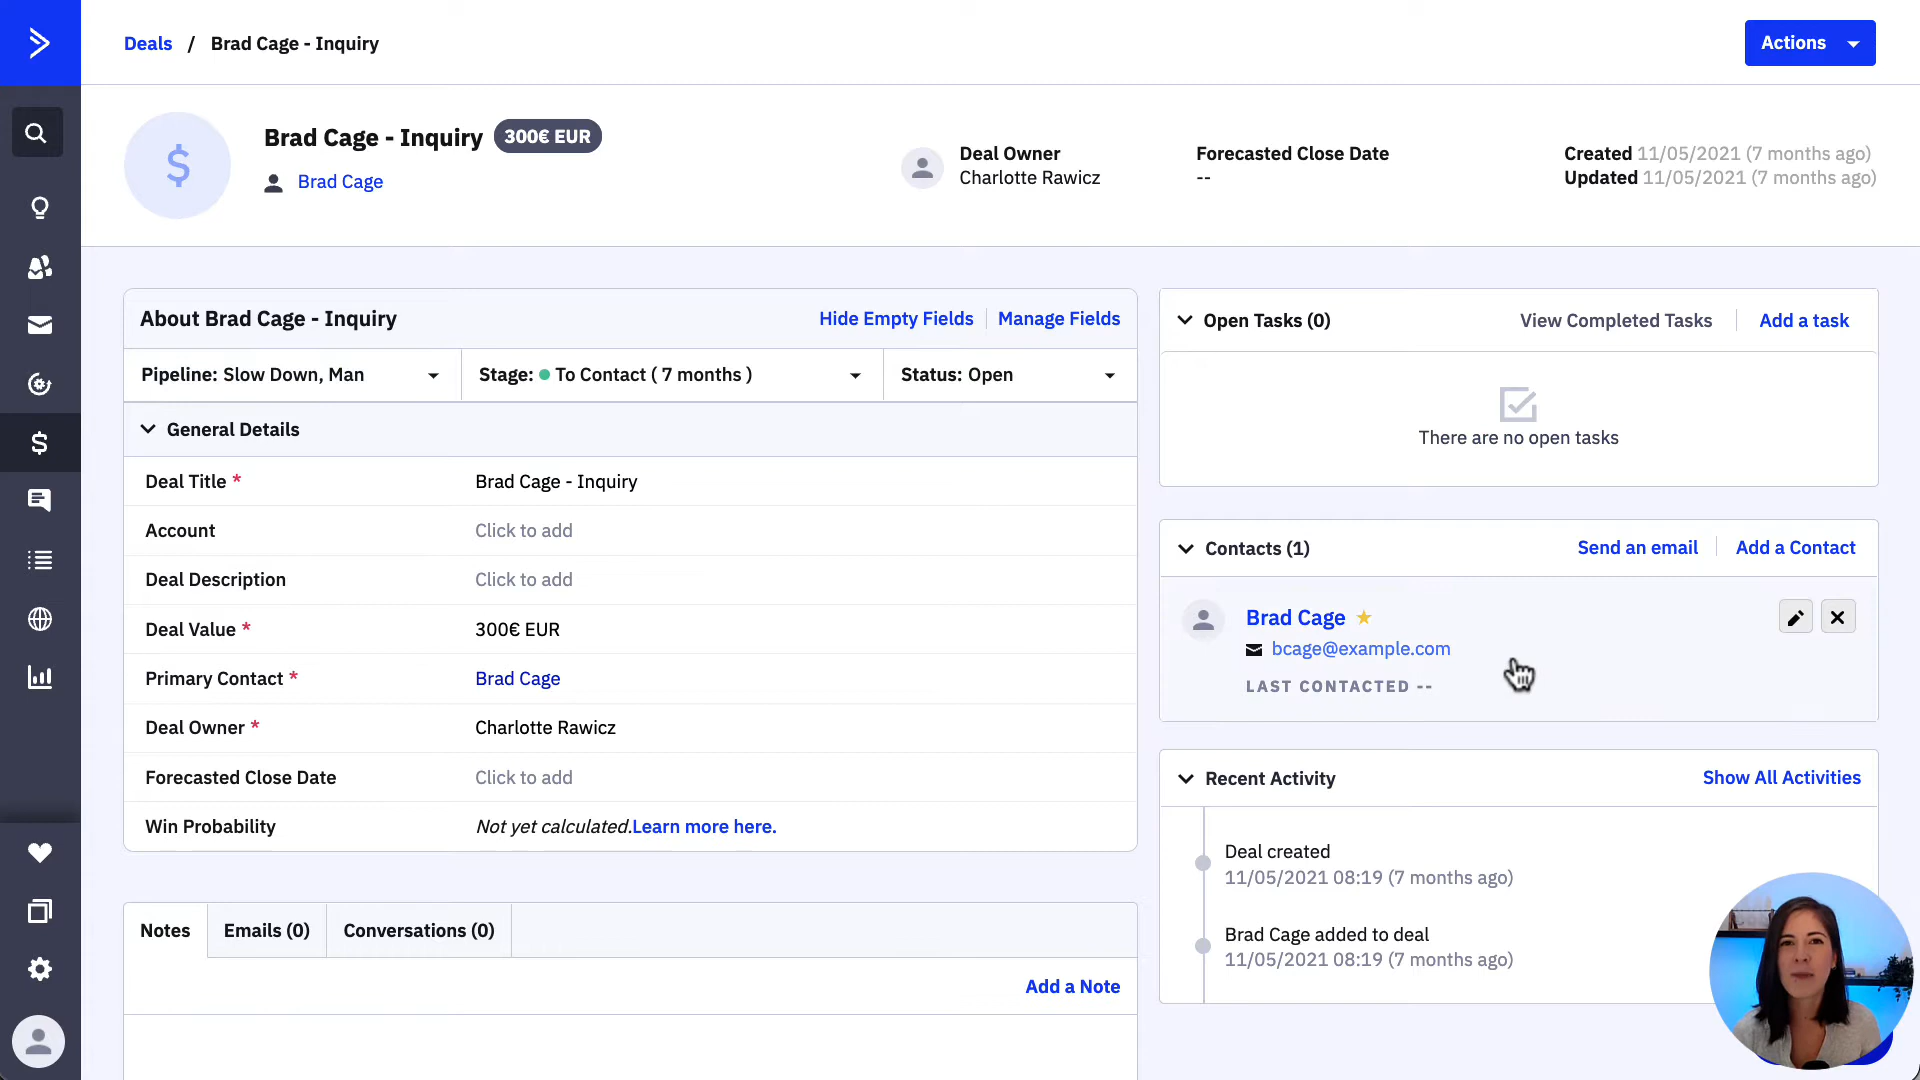 Deals / Brad Cage - Inquiry
Actions
Brad Cage - Inquiry 300€ EUR
Brad Cage
Deal Owner
Charlotte Rawicz
Forecasted Close Date
--
Created 11/05/2021 (7 months ago)
Updated 11/05/2021 (7 months ago)
About Brad Cage - Inquiry
Hide Empty Fields
Manage Fields
Pipeline: Slow Down, Man
Stage: To Contact ( 7 months )
Status: Open
General Details
Deal Title * Brad Cage - Inquiry
Account Click to add
Deal Description Click to add
Deal Value * 300€ EUR
Primary Contact * Brad Cage
Deal Owner * Charlotte Rawicz
Forecasted Close Date Click to add
Win Probability Not yet calculated.Learn more here.
Notes
Emails (0)
Conversations (0)
Add a Note
Open Tasks (0)
View Completed Tasks
Add a task
There are no open tasks
Contacts (1)
Send an email
Add a Contact
Brad Cage
bcage@example.com
LAST CONTACTED --
Recent Activity
Show All Activities
Deal created
11/05/2021 08:19 (7 months ago)
Brad Cage added to deal
11/05/2021 08:19 (7 months ago)